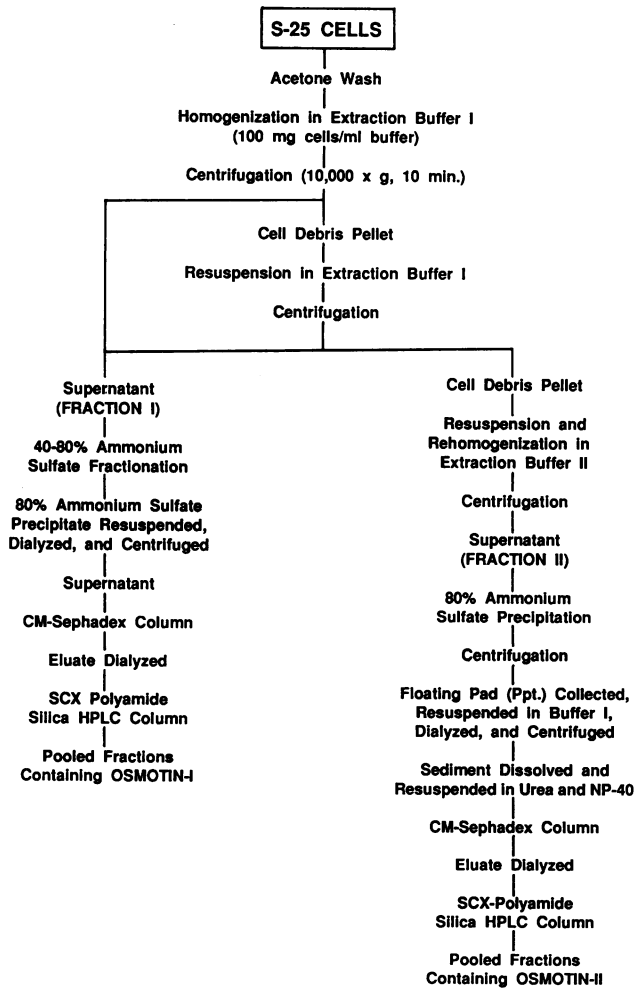 S-25 CELLS
Acetone Wash
Homogenization in Extraction Buffer I
(100 mg cells/ml buffer)
Centrifugation (10,000 x g, 10 min.)
Cell Debris Pellet
Resuspension in Extraction Buffer I
Centrifugation
Supernatant
(FRACTION I)
40-80% Ammonium
Sulfate Fractionation
80% Ammonium Sulfate
Precipitate Resuspended,
Dialyzed, and Centrifuged
Supernatant
CM-Sephadex Column
Eluate Dialyzed
SCX Polyamide
Silica HPLC Column
Pooled Fractions
Containing OSMOTIN-I
Cell Debris Pellet
Resuspension and
Rehomogenization in
Extraction Buffer II
Centrifugation
Supernatant
(FRACTION II)
80% Ammonium
Sulfate Precipitation
Centrifugation
Floating Pad (Ppt.) Collected,
Resuspended in Buffer I,
Dialyzed, and Centrifuged
Sediment Dissolved and
Resuspended in Urea and NP-40
CM-Sephadex Column
Eluate Dialyzed
SCX-Polyamide
Silica HPLC Column
Pooled Fractions
Containing OSMOTIN-II